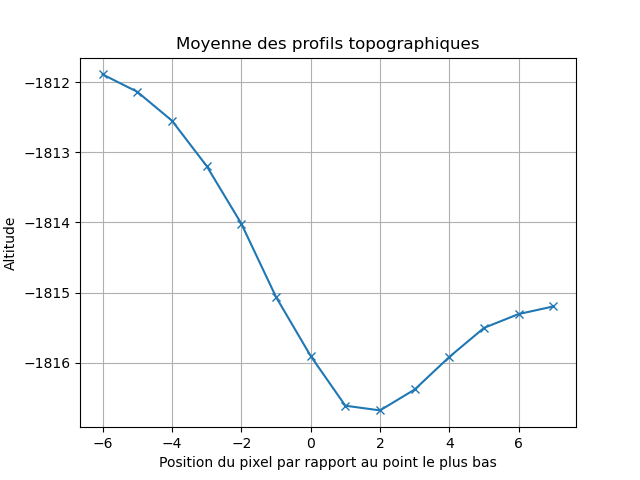 Moyenne des profils topographiques
−1812
−1813
−1814
−1815
−1816
Altitude
−6 −4 −2 0 2 4 6
Position du pixel par rapport au point le plus bas